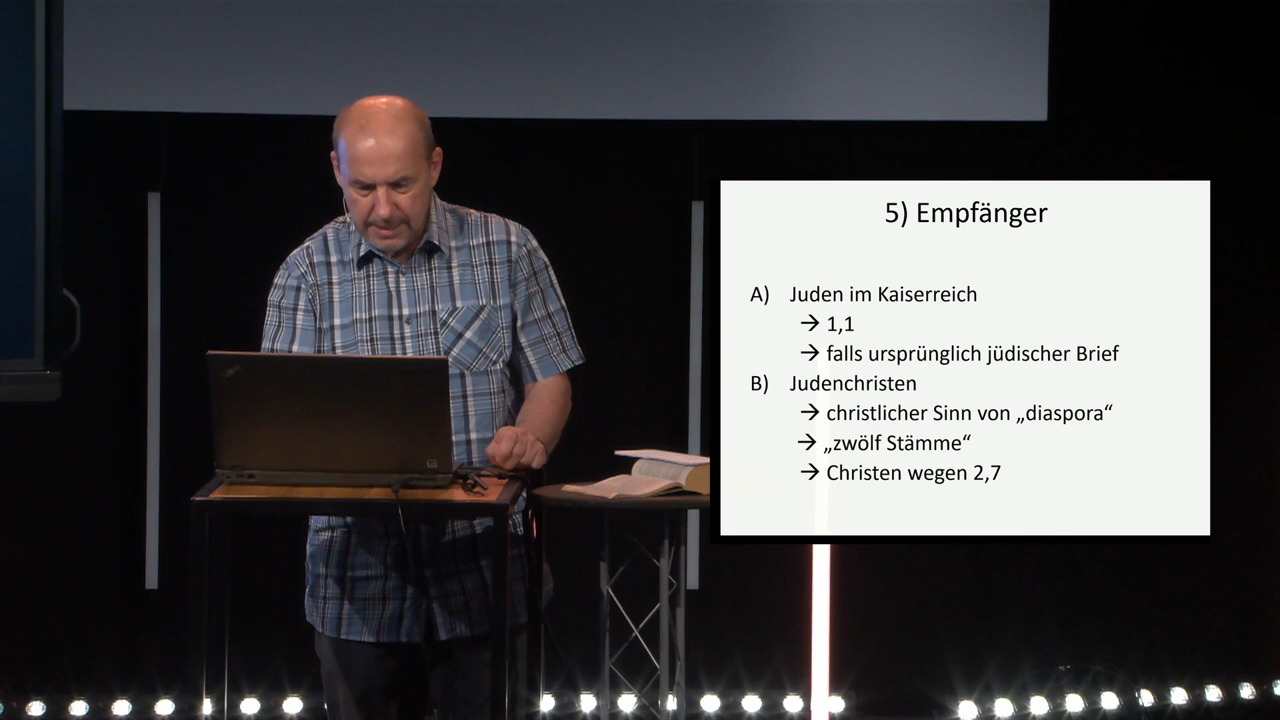 5) Empfänger
A) Juden im Kaiserreich
→ 1,1
→ falls ursprünglich jüdischer Brief
B) Judenchristen
→ christlicher Sinn von „diaspora“
→ „zwölf Stämme“
→ Christen wegen 2,7